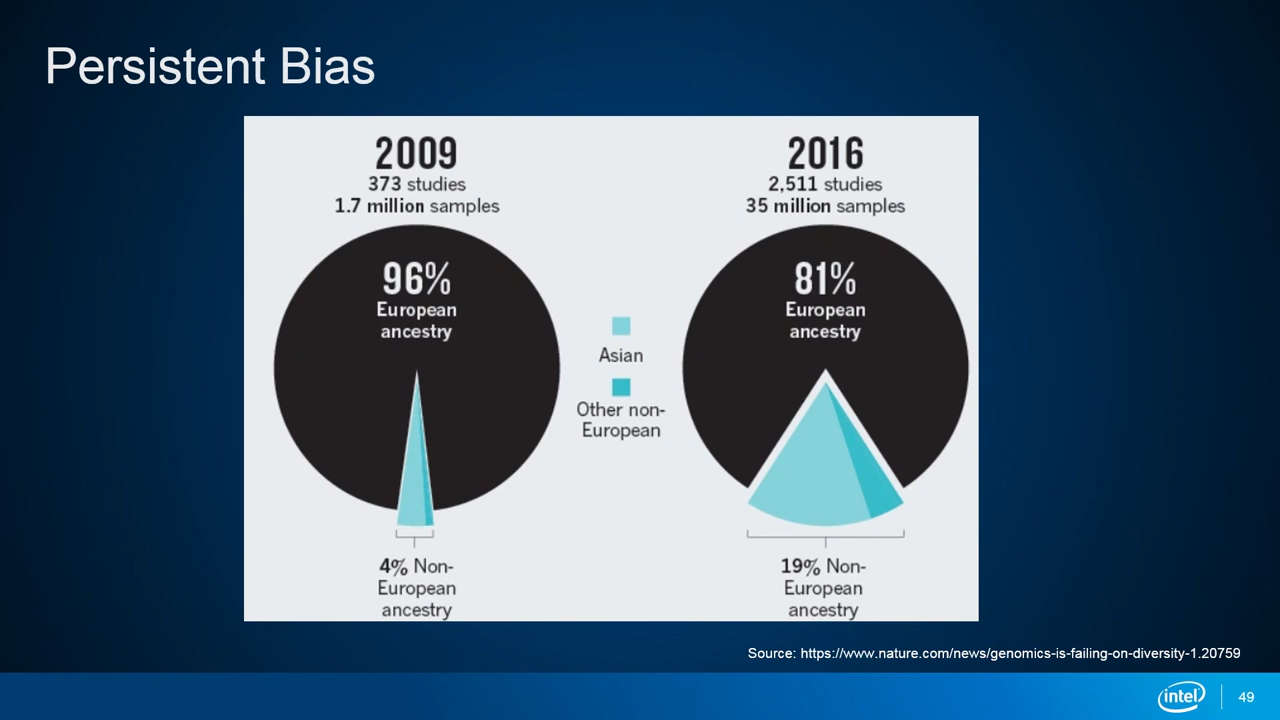 Persistent Bias
2009
373 studies
1.7 million samples
96%
European
ancestry
4% Non-
European
ancestry
Asian
Other non-
European
2016
2,511 studies
35 million samples
81%
European
ancestry
19% Non-
European
ancestry
Source: https://www.nature.com/news/genomics-is-failing-on-diversity-1.20759
intel
49